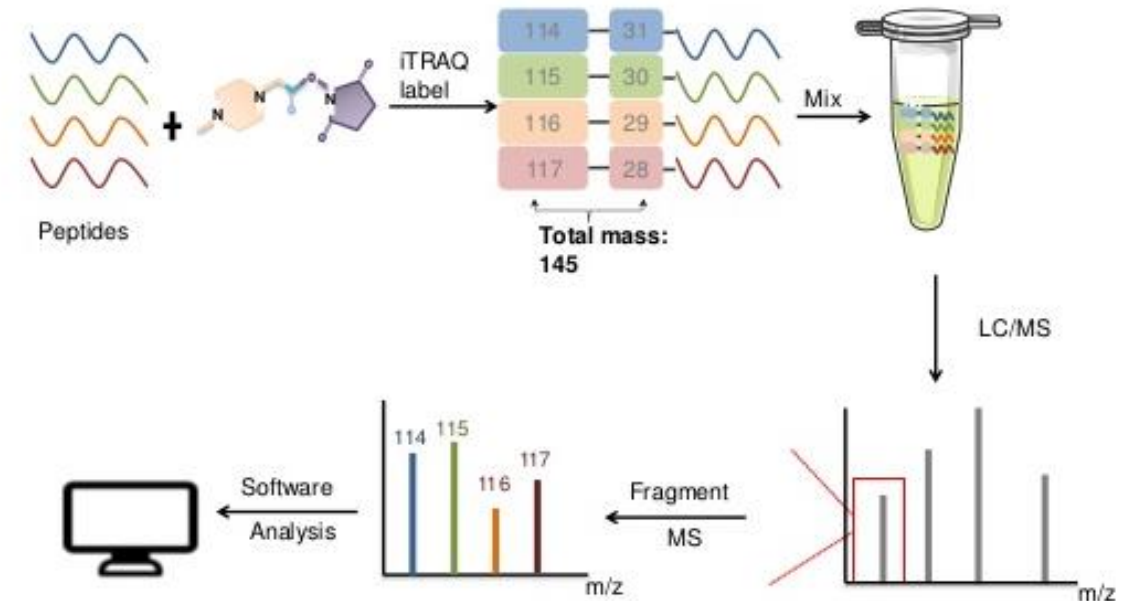 Peptides
+
N
N
N
iTRAQ
label
114
31
115
30
116
29
117
28
Total mass:
145
Mix
LC/MS
m/z
Fragment
MS
114
115
116
117
m/z
Software
Analysis